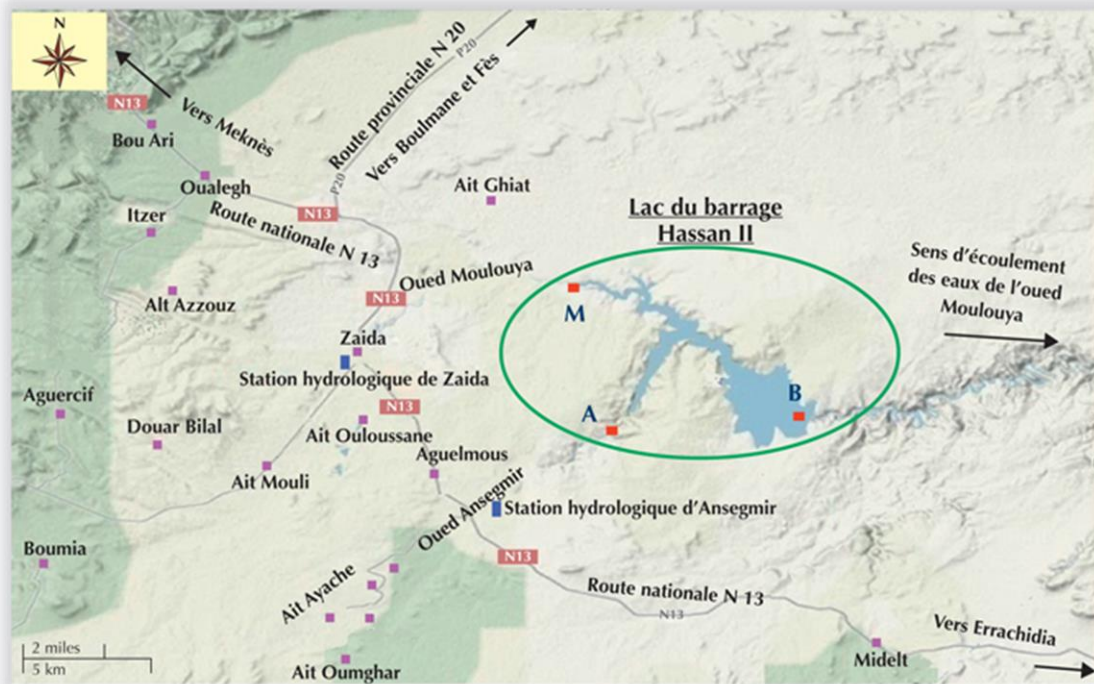 N
N13
Vers Meknès
Bou Ari
Route provinciale N 20
P20
Vers Boulmane et Fès
P20
Oualegh
Itzer
Route nationale N 13
N13
Ait Ghiat
Lac du barrage
Hassan II
Oued Moulouya
Sens d'écoulement
des eaux de l'oued
Moulouya
Alt Azzouz
N13
M
Zaida
Station hydrologique de Zaida
Aguercif
N13
A
B
Douar Bilal
Ait Ouloussane
Aguelmous
Ait Mouli
Oued Ansegmir
Station hydrologique d'Ansegmir
Boumia
N13
Ait Ayache
Route nationale N 13
N13
Vers Errachidia
2 miles
5 km
Ait Oumghar
Midelt